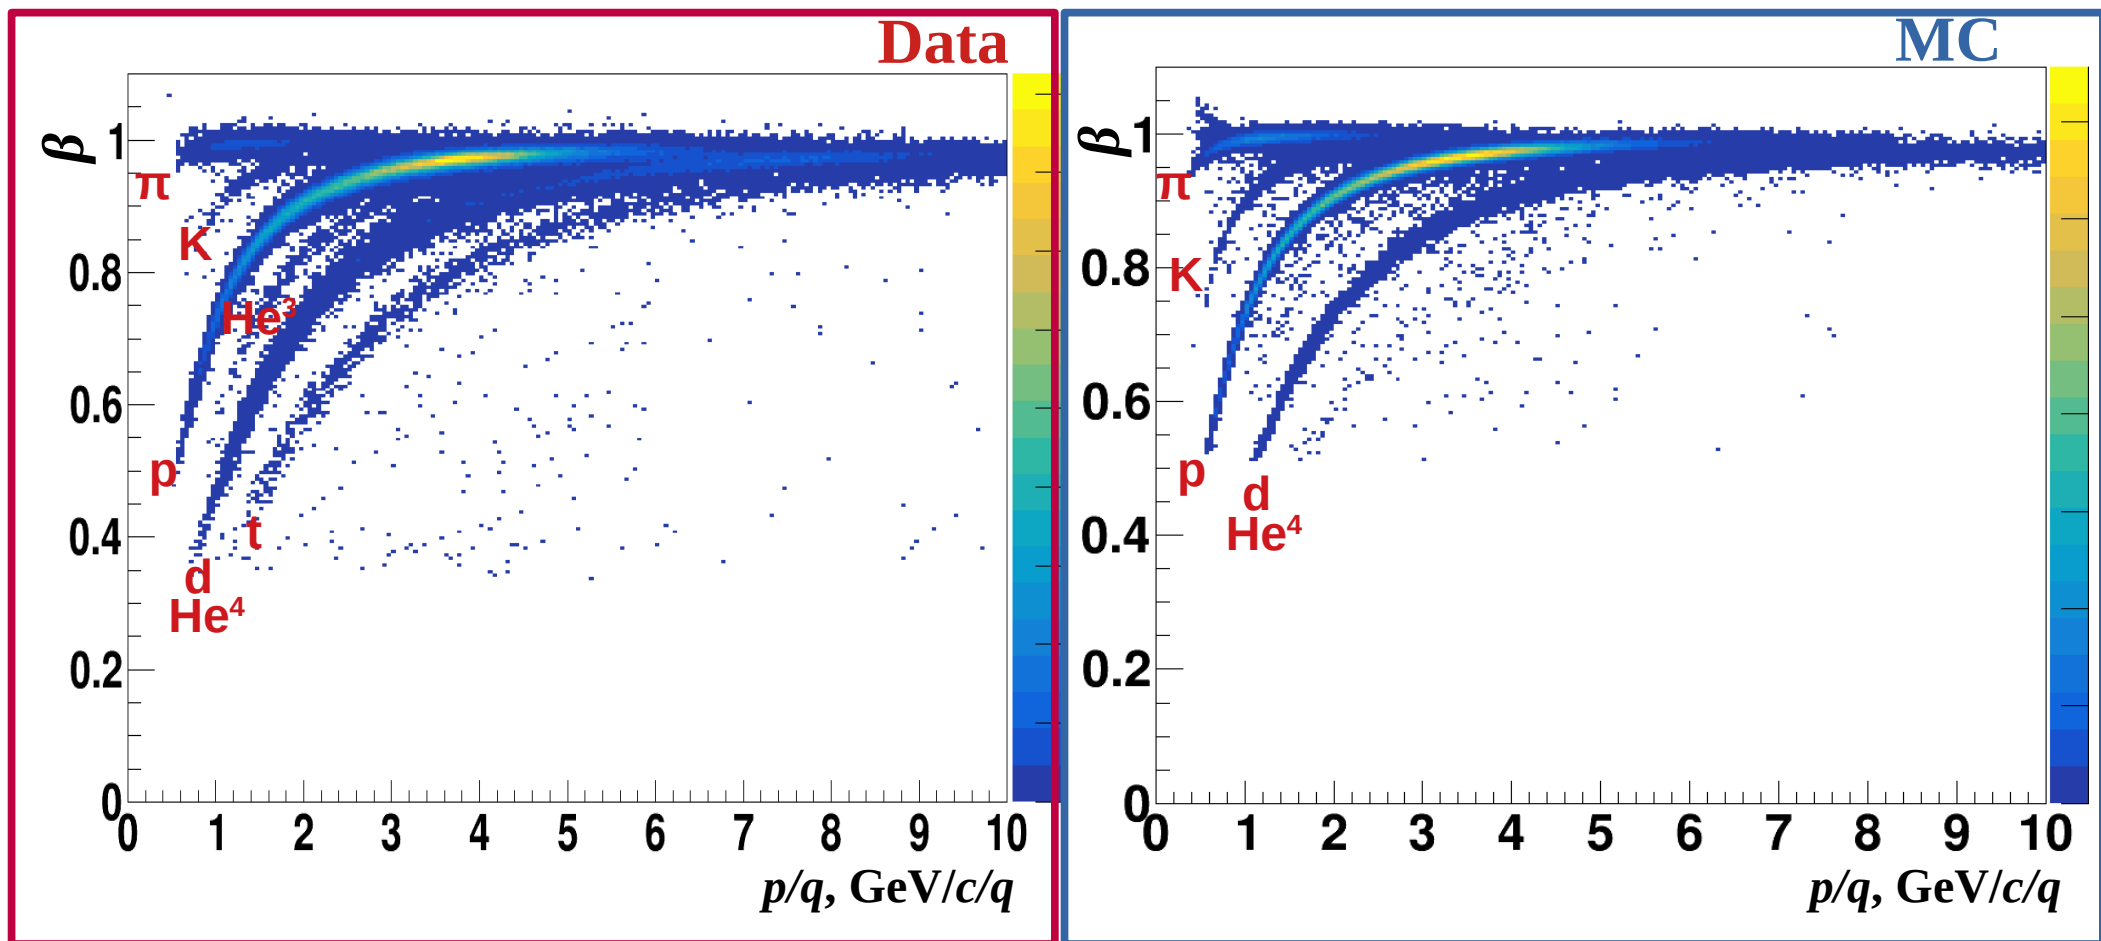 Data
β
1
0.8
0.6
0.4
0.2
0
π
K
He³
p
t
d
He⁴
0 1 2 3 4 5 6 7 8 9 10
p/q, GeV/c/q
MC
β
1
0.8
0.6
0.4
0.2
0
π
K
p
d
He⁴
0 1 2 3 4 5 6 7 8 9 10
p/q, GeV/c/q